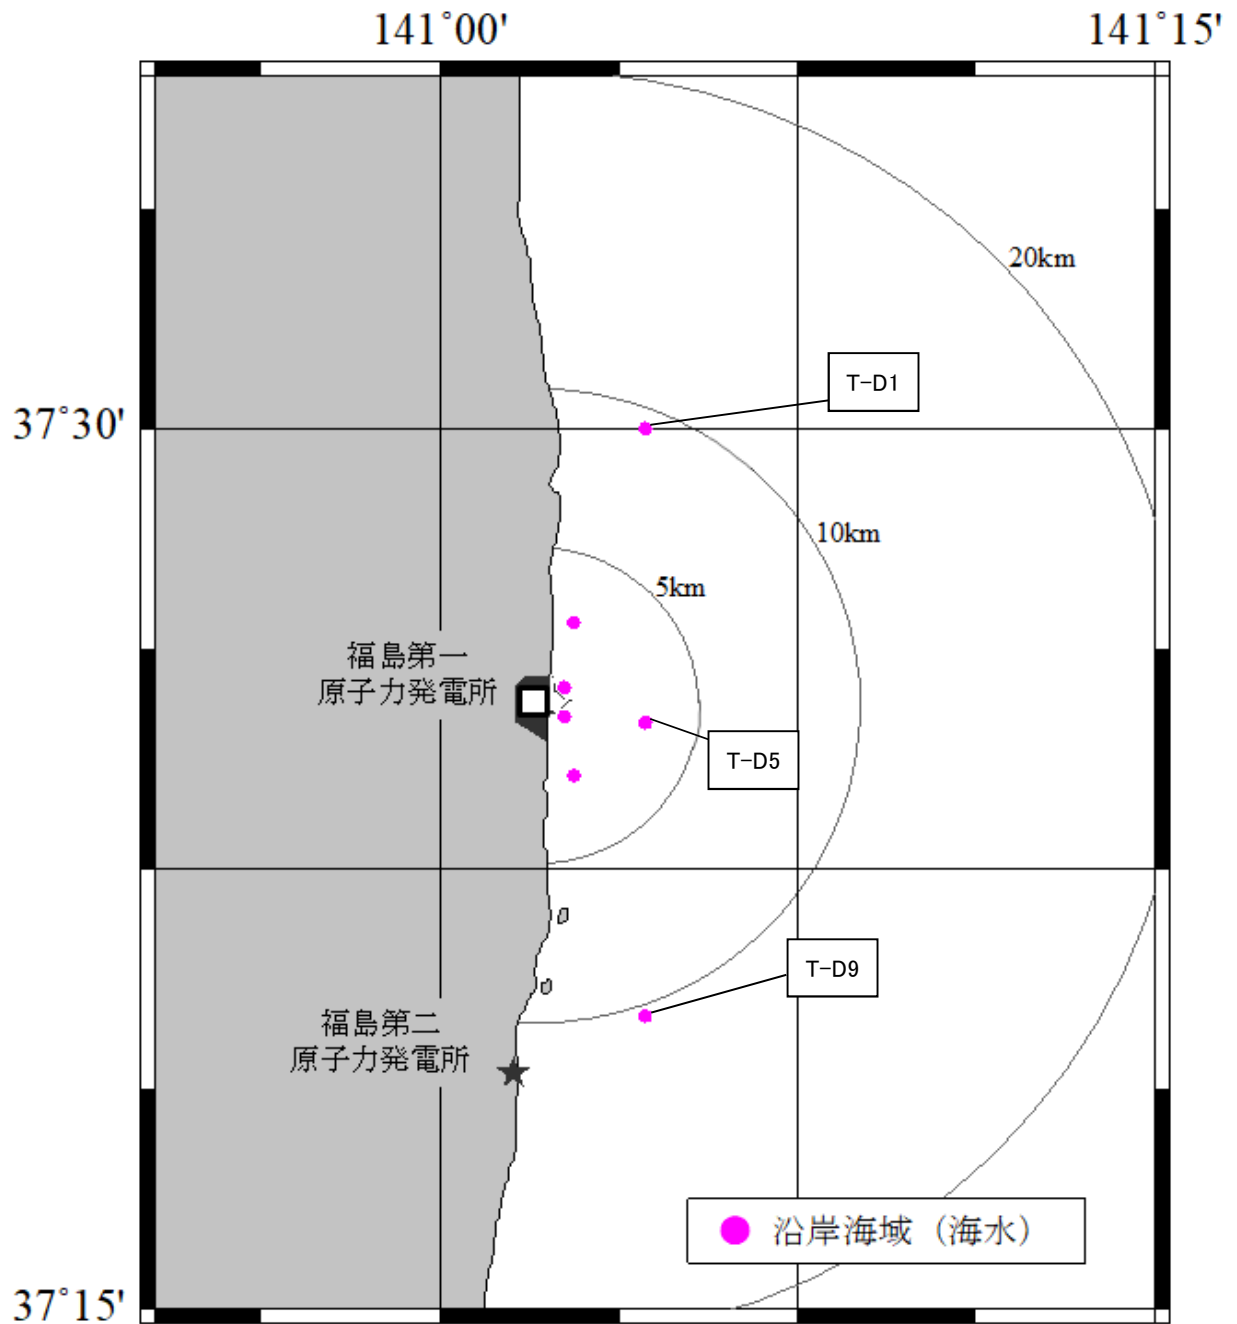 141°00'
141°15'
20km
T-D1
37°30'
10km
5km
福島第一
原子力発電所
T-D5
T-D9
福島第二
原子力発電所
沿岸海域（海水）
37°15'